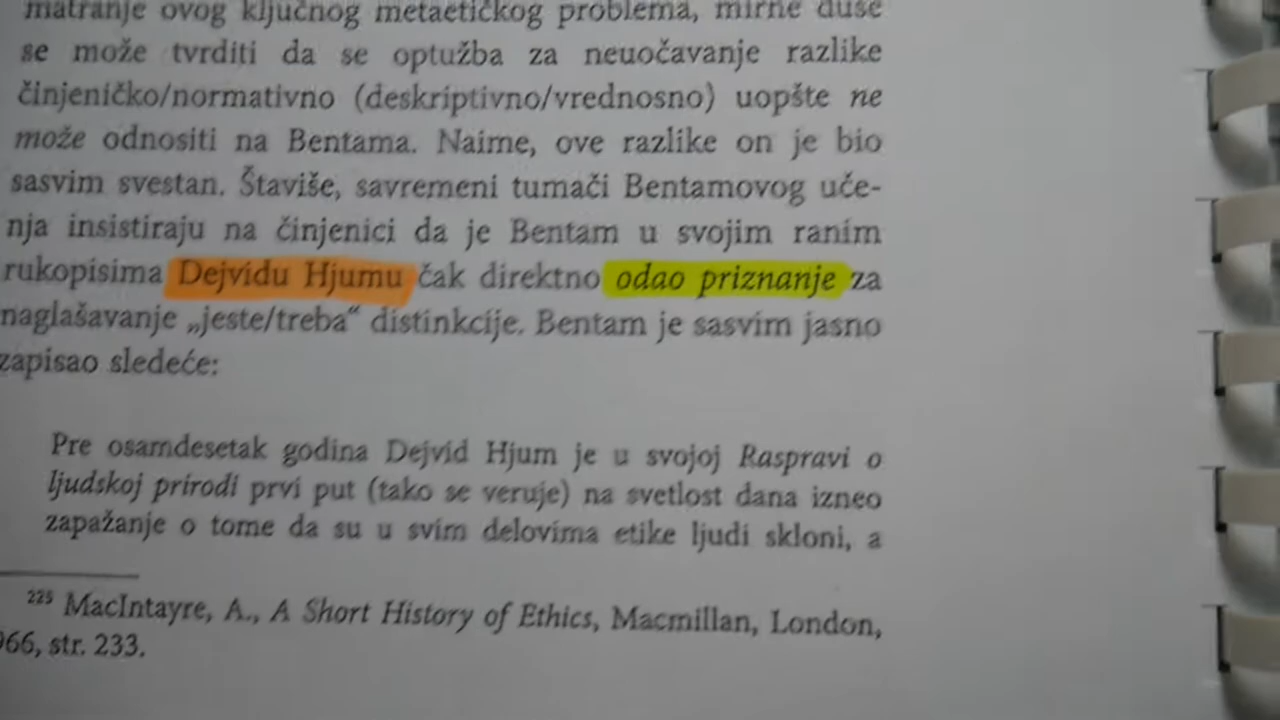 matranje ovog ključnog metaetičkog problema, mirne duše
se može tvrditi da se optužba za neuočavanje razlike
činjeničko/normativno (deskriptivno/vrednosno) uopšte ne
može odnositi na Bentama. Naime, ove razlike on je bio
sasvim svestan. Štaviše, savremeni tumači Bentamovog uče-
nja insistiraju na činjenici da je Bentam u svojim ranim
rukopisima Dejvidu Hjumu čak direktno odao priznanje za
naglašavanje „jeste/treba“ distinkcije. Bentam je sasvim jasno
zapisao sledeće:
Pre osamdesetak godina Dejvid Hjum je u svojoj Raspravi o
ljudskoj prirodi prvi put (tako se veruje) na svetlost dana izneo
zapažanje o tome da su u svim delovima etike ljudi skloni, a
225 MacIntayre, A., A Short History of Ethics, Macmillan, London,
966, str. 233.